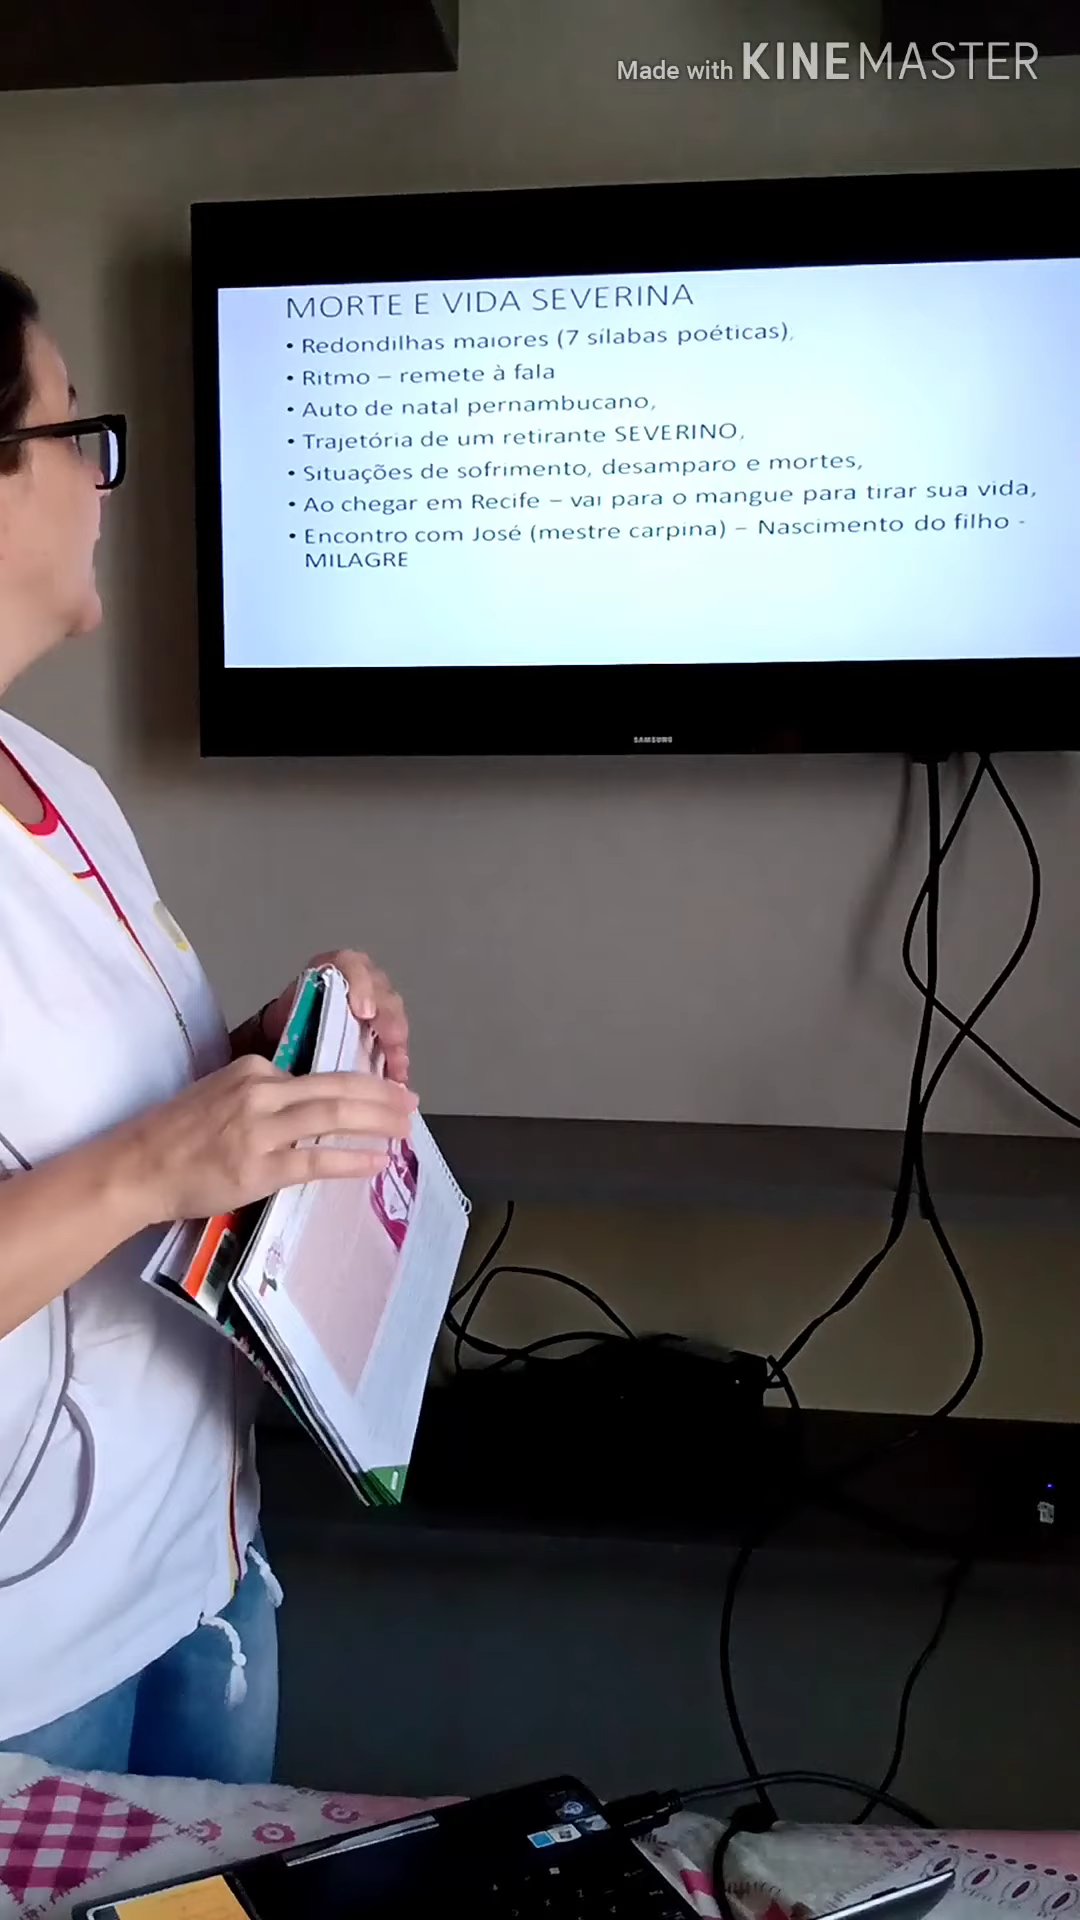 Made with KINEMASTER
MORTE E VIDA SEVERINA
• Redondilhas maiores (7 sílabas poéticas),
• Ritmo – remete à fala
• Auto de natal pernambucano,
• Trajetória de um retirante SEVERINO,
• Situações de sofrimento, desamparo e mortes,
• Ao chegar em Recife – vai para o mangue para tirar sua vida,
• Encontro com José (mestre carpina) – Nascimento do filho -
MILAGRE
SAMSUNG